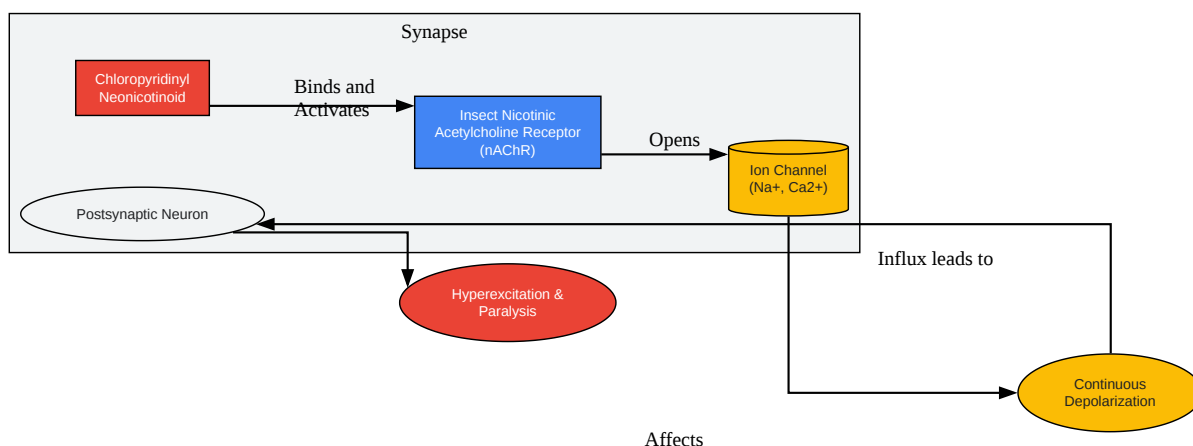 Synapse
Chloropyridinyl
Neonicotinoid
Binds and
Activates
Insect Nicotinic
Acetylcholine Receptor
(nAChR)
Opens
Ion Channel
(Na+, Ca2+)
Postsynaptic Neuron
Influx leads to
Hyperexcitation &
Paralysis
Continuous
Depolarization
Affects